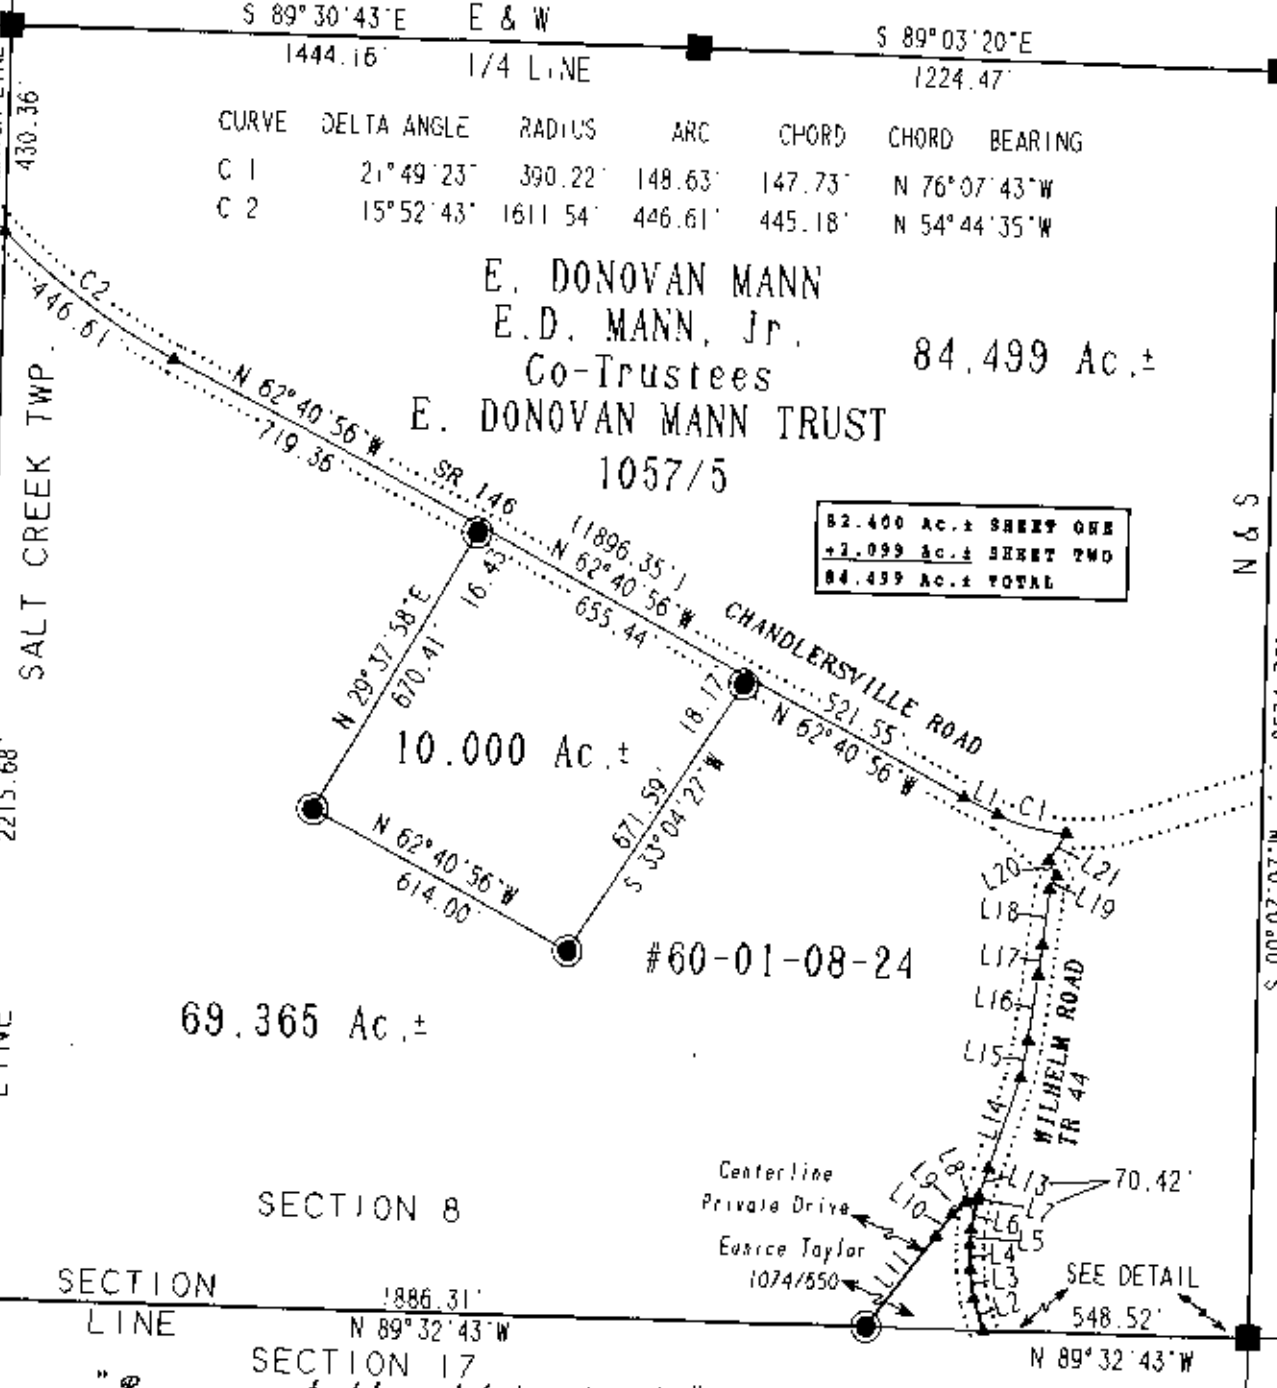 S 89°30'43"E E & W
1444.16'
1/4 LINE
S 89°03'20"E
1224.47'
430.36'
CURVE DELTA ANGLE RADIUS ARC CHORD CHORD BEARING
C 1 21°49'23" 390.22' 148.63' 147.73' N 76°07'43"W
C 2 15°52'43" 1611.54' 446.61' 445.18' N 54°44'35"W
E. DONOVAN MANN
E.D. MANN, Jr.
Co-Trustees
E. DONOVAN MANN TRUST
1057/5
84.499 Ac.±
82.400 Ac.± SHEET ONE
+2.099 Ac.± SHEET TWO
84.499 Ac.± TOTAL
C2
446.61
N 62°40'56"W
719.36
SR 146
(1896.35')
N 62°40'56"W
655.44
CHANDLERSVILLE ROAD
521.55
N 62°40'56"W
L1 C1
SALT CREEK TWP.
N & S
16.43
N 29°37'58"E
670.41'
10.000 Ac.±
18.17
671.59'
S 33°04'27"W
N 62°40'56"W
614.00'
2215.68'
LINE
#60-01-08-24
69.365 Ac.±
L21
L20
L19
L18
L17
L16
L15
L14
WILHELM ROAD
TR 44
L13
70.42'
L8
L9
L10
L7
L6
L5
L4
L3
L2
L11
Centerline
Private Drive
Eunice Taylor
1074/650
SECTION 8
SECTION
LINE
1886.31'
N 89°32'43"W
SECTION 17
SEE DETAIL
548.52'
N 89°32'43"W